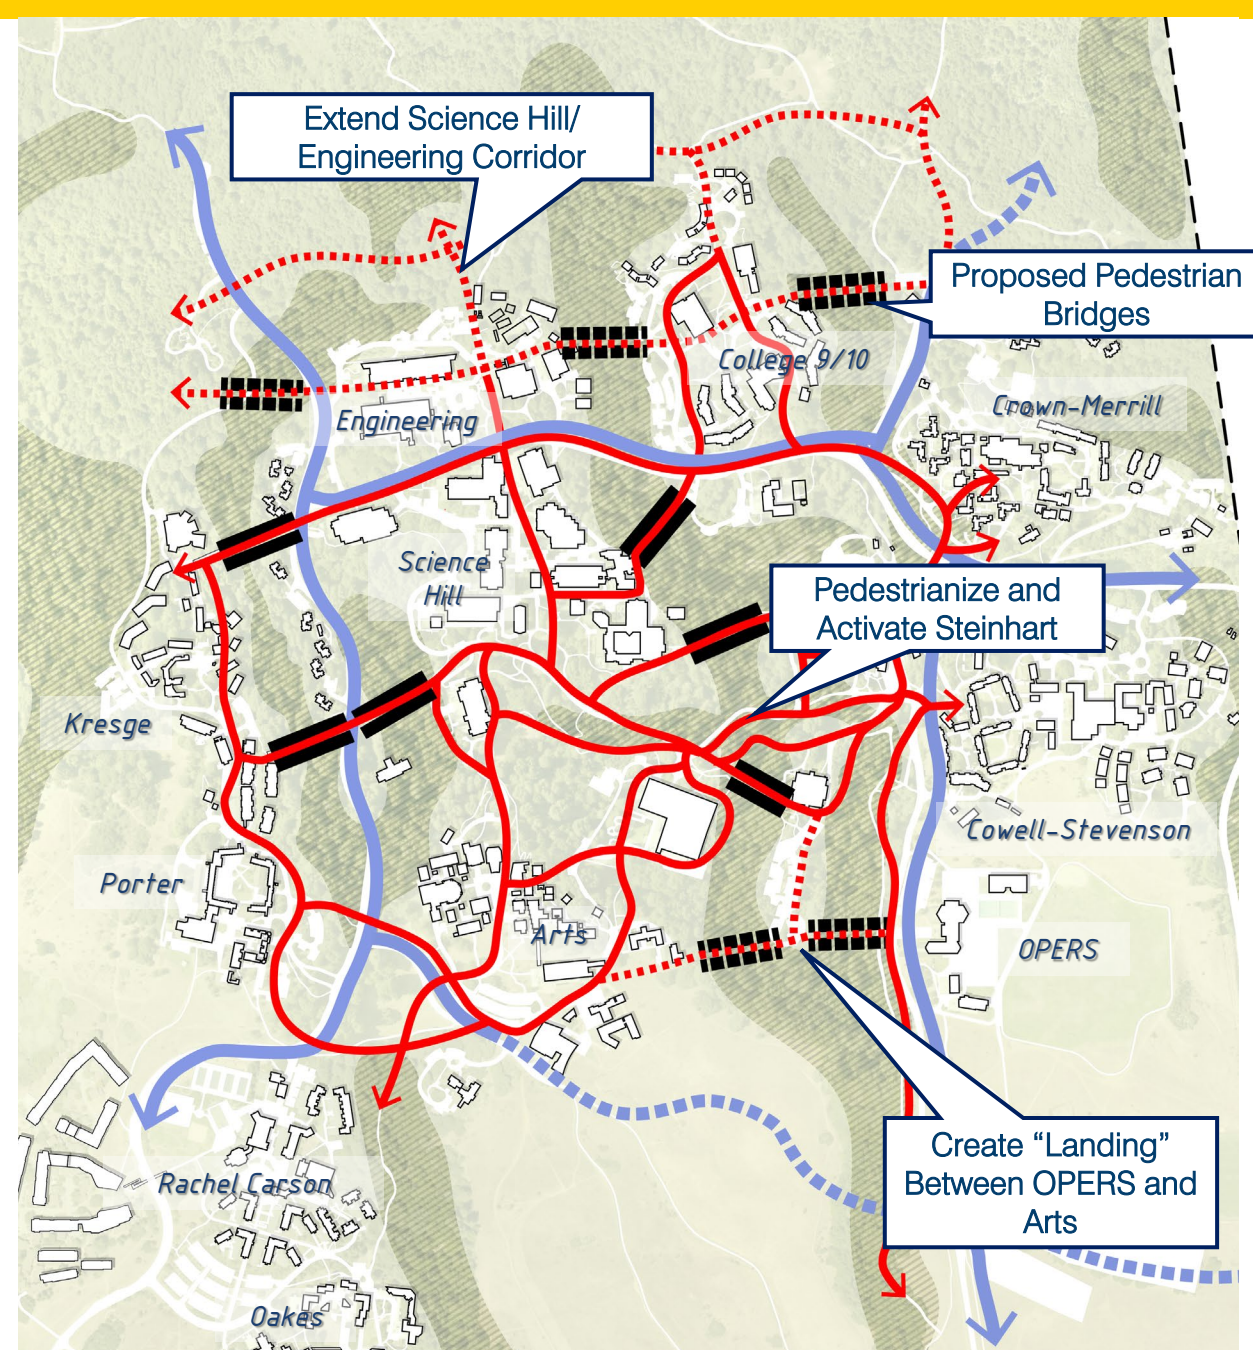 Extend Science Hill/
Engineering Corridor
Proposed Pedestrian
Bridges
College 9/10
Crown-Merrill
Engineering
Science
Hill
Pedestrianize and
Activate Steinhart
Kresge
Cowell-Stevenson
Porter
Arts
OPERS
Create “Landing”
Between OPERS and
Arts
Rachel Carson
Oakes